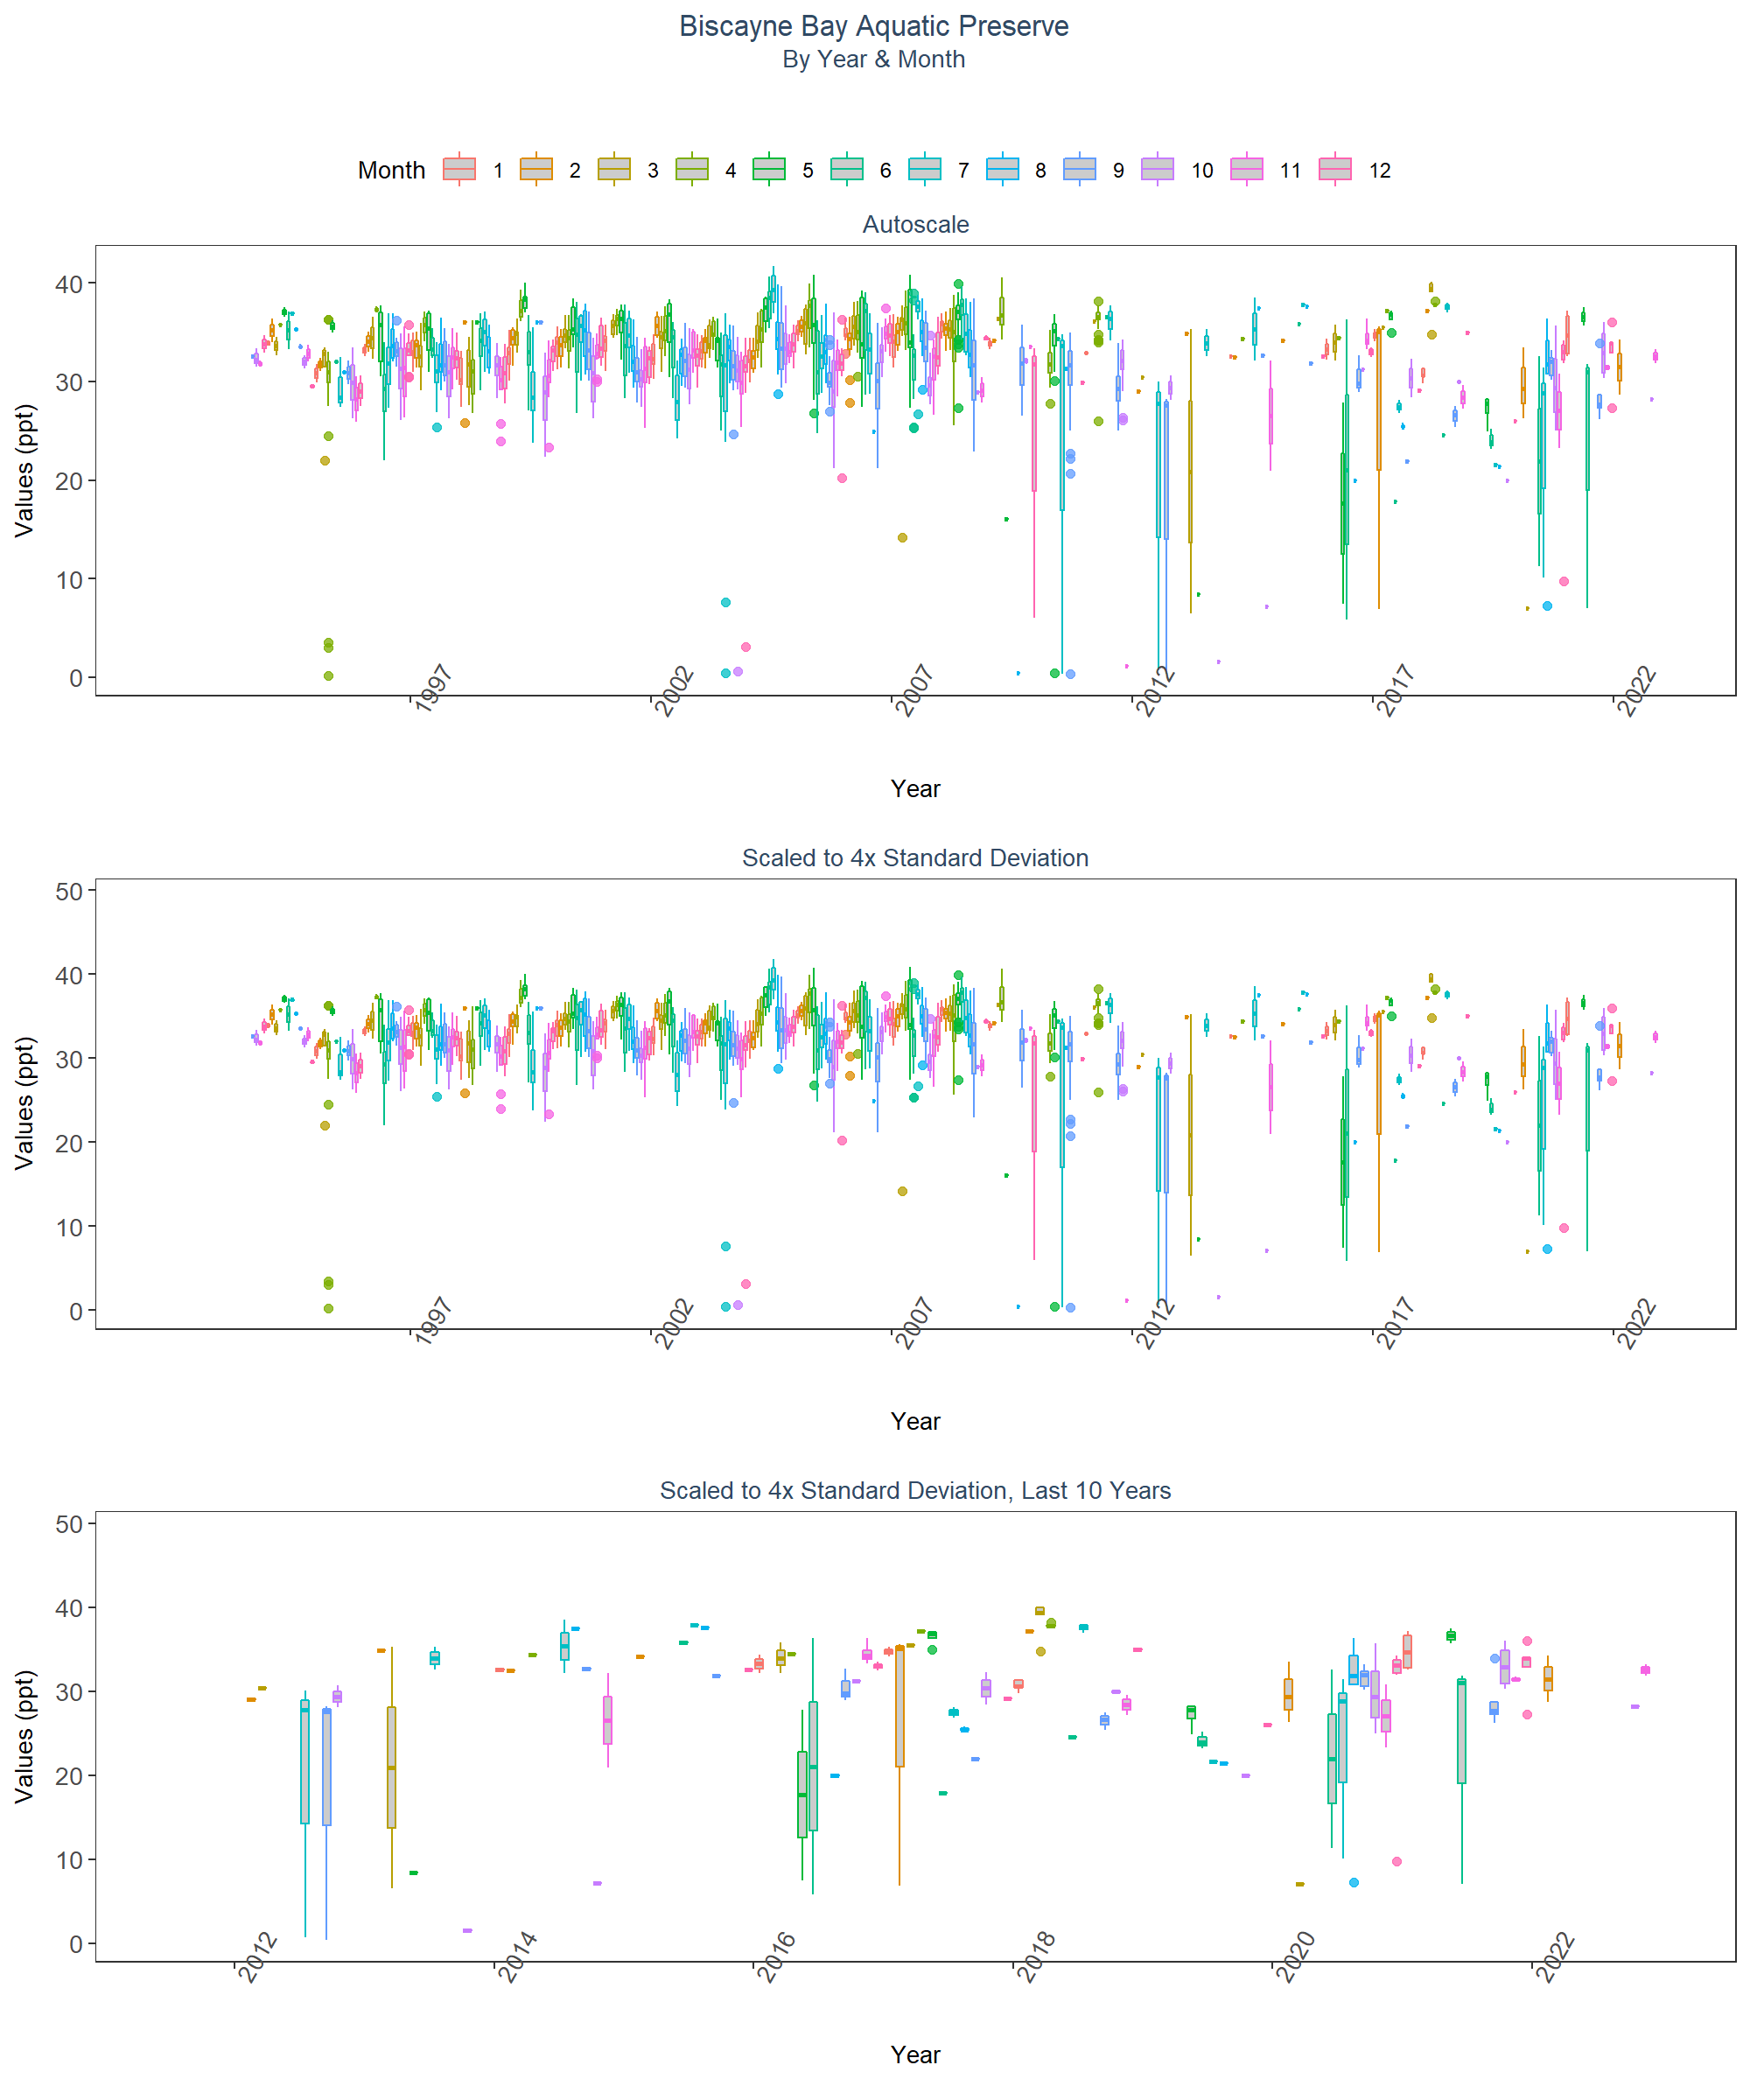 Biscayne Bay Aquatic Preserve
By Year & Month
Month 1 2 3 4 5 6 7 8 9 10 11 12
Autoscale
Values (ppt)
40
30
20
10
0
1997 2002 2007 2012 2017 2022
Year
Scaled to 4x Standard Deviation
Values (ppt)
50
40
30
20
10
0
1997 2002 2007 2012 2017 2022
Year
Scaled to 4x Standard Deviation, Last 10 Years
Values (ppt)
50
40
30
20
10
0
2012 2014 2016 2018 2020 2022
Year